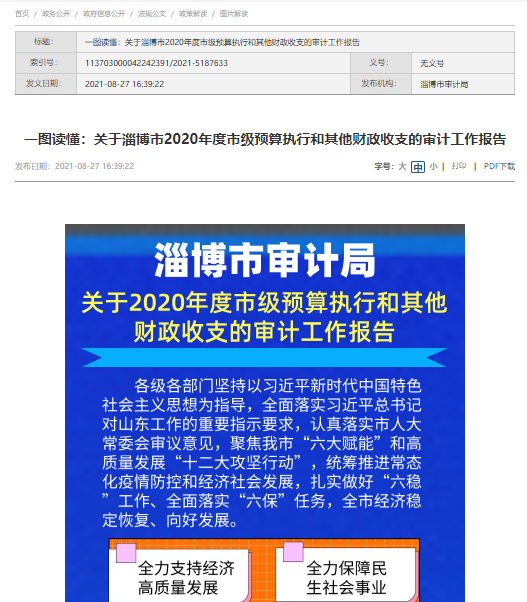 首页 / 政务公开 / 政府信息公开 / 法规公文 / 政策解读 / 图片解读
标题： 一图读懂：关于淄博市2020年度市级预算执行和其他财政收支的审计工作报告
索引号： 113703000042242391/2021-5187633 文号： 无文号
发文日期： 2021-08-27 16:39:22 发布机构： 淄博市审计局
一图读懂：关于淄博市2020年度市级预算执行和其他财政收支的审计工作报告
发布日期：2021-08-27 16:39:22 字号：大 中 小 | 打印 | PDF下载
淄博市审计局
关于2020年度市级预算执行和其他
财政收支的审计工作报告
各级各部门坚持以习近平新时代中国特色
社会主义思想为指导，全面落实习近平总书记
对山东工作的重要指示要求，认真落实市人大
常委会审议意见，聚焦我市“六大赋能”和高
质量发展“十二大攻坚行动”，统筹推进常态
化疫情防控和经济社会发展，扎实做好“六稳
”工作、全面落实“六保”任务，全市经济稳
定恢复、向好发展。
全力支持经济 全力保障民
高质量发展 生社会事业